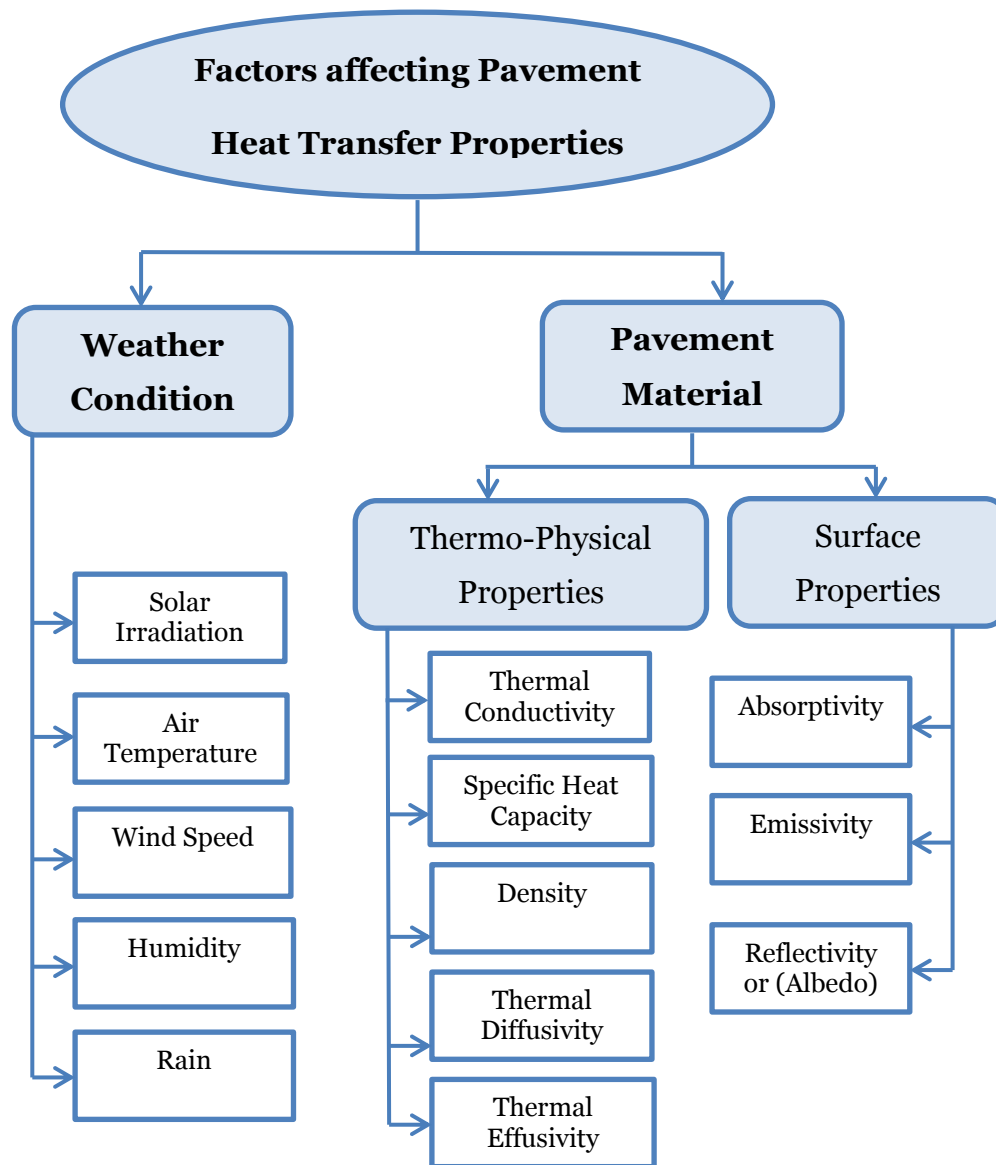 Factors affecting Pavement
Heat Transfer Properties
Weather
Condition
Pavement
Material
Thermo-Physical
Properties
Surface
Properties
Solar
Irradiation
Air
Temperature
Wind Speed
Humidity
Rain
Thermal
Conductivity
Specific Heat
Capacity
Density
Thermal
Diffusivity
Thermal
Effusivity
Absorptivity
Emissivity
Reflectivity
or (Albedo)